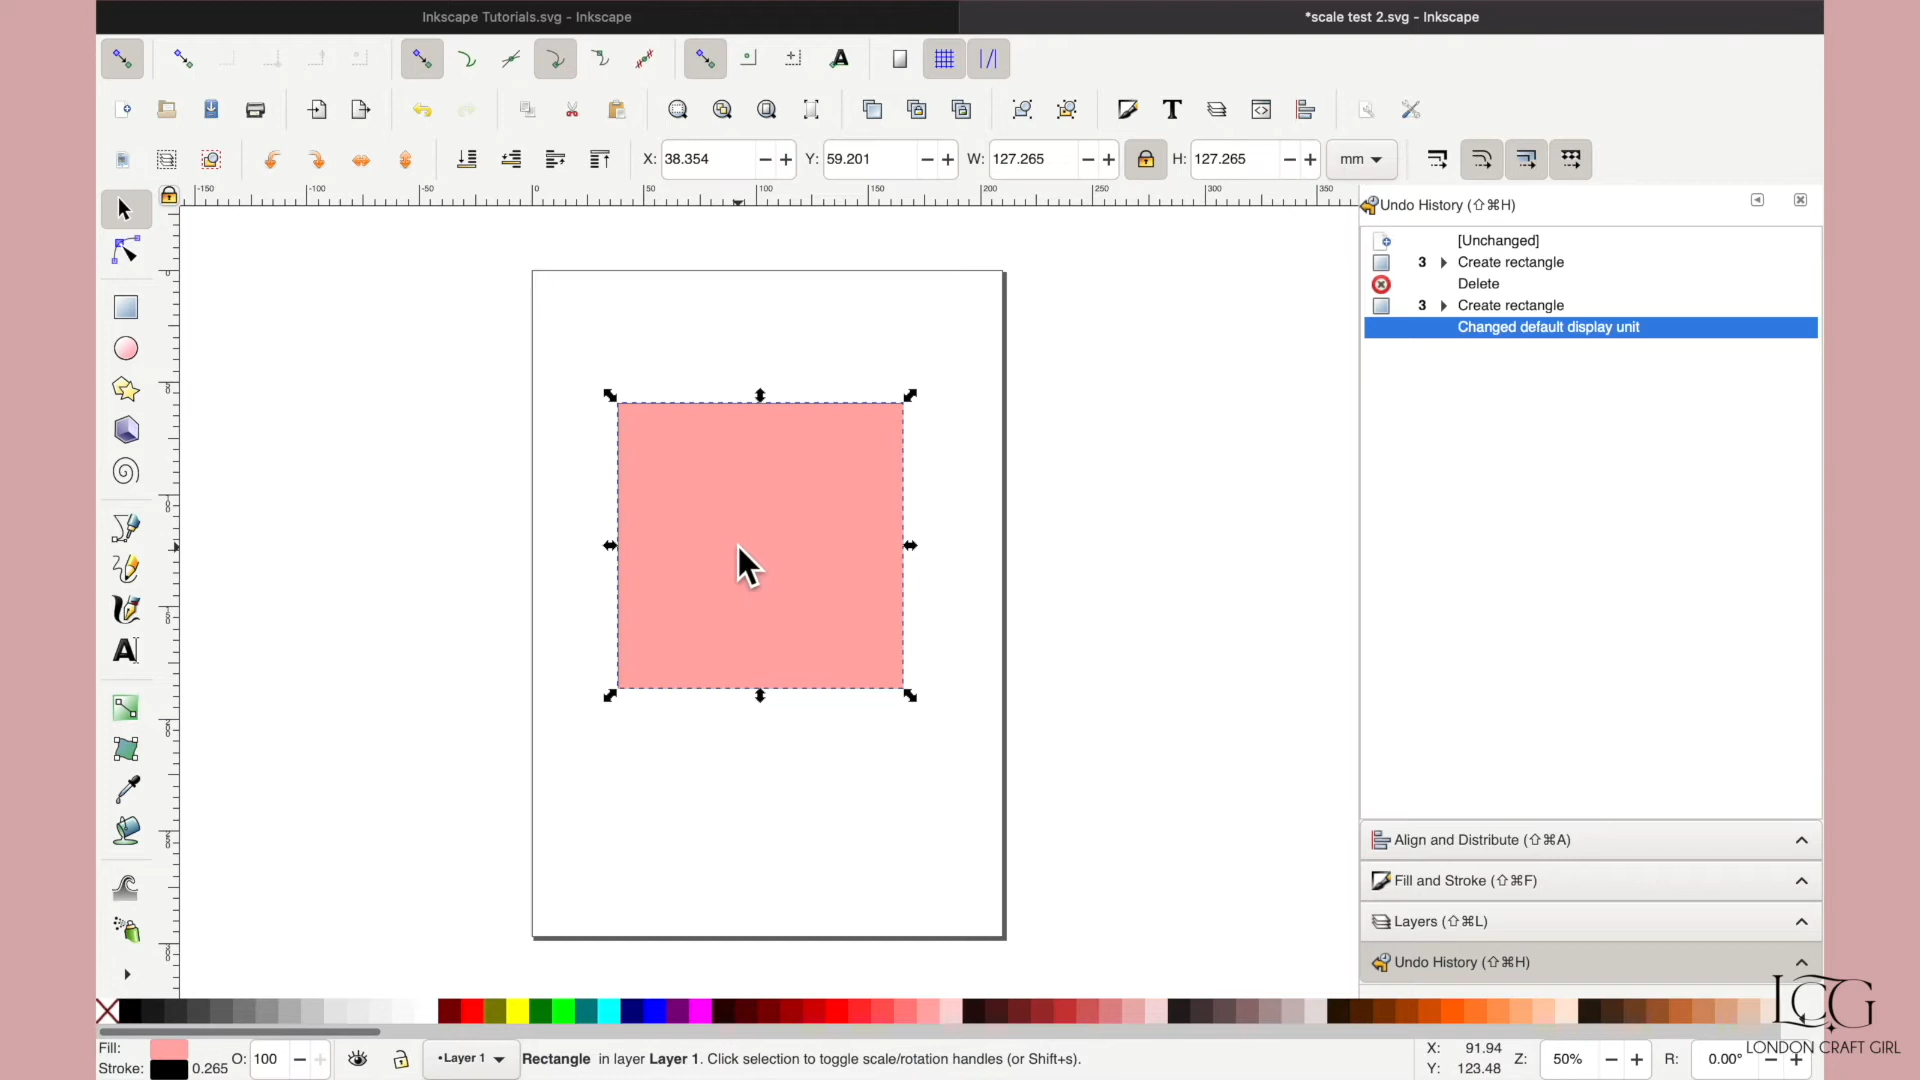 Inkscape Tutorials.svg - Inkscape
*scale test 2.svg - Inkscape
X: 38.354
Y: 59.201
W: 127.265
H: 127.265
mm
-150
-100
-50
0
50
100
150
200
250
300
350
Undo History (⇧⌘H)
[Unchanged]
3 Create rectangle
Delete
3 Create rectangle
Changed default display unit
Align and Distribute (⇧⌘A)
Fill and Stroke (⇧⌘F)
Layers (⇧⌘L)
Undo History (⇧⌘H)
LCG
LONDON CRAFT GIRL
Fill:
Stroke: 0.265
O: 100
•Layer 1
Rectangle in layer Layer 1. Click selection to toggle scale/rotation handles (or Shift+s).
X: 91.94
Y: 123.48
Z: 50%
R: 0.00°